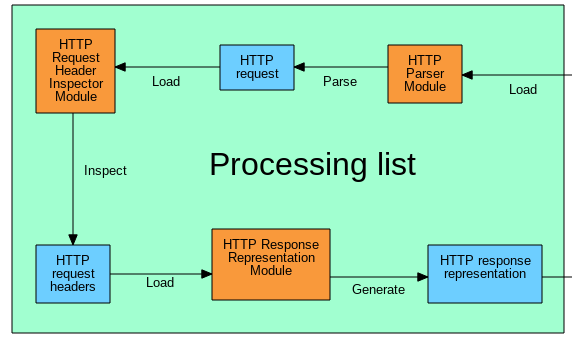 HTTP
Request
Header
Inspector
Module
Load
HTTP
request
Parse
HTTP
Parser
Module
Load
Inspect
Processing list
HTTP
request
headers
Load
HTTP Response
Representation
Module
Generate
HTTP response
representation